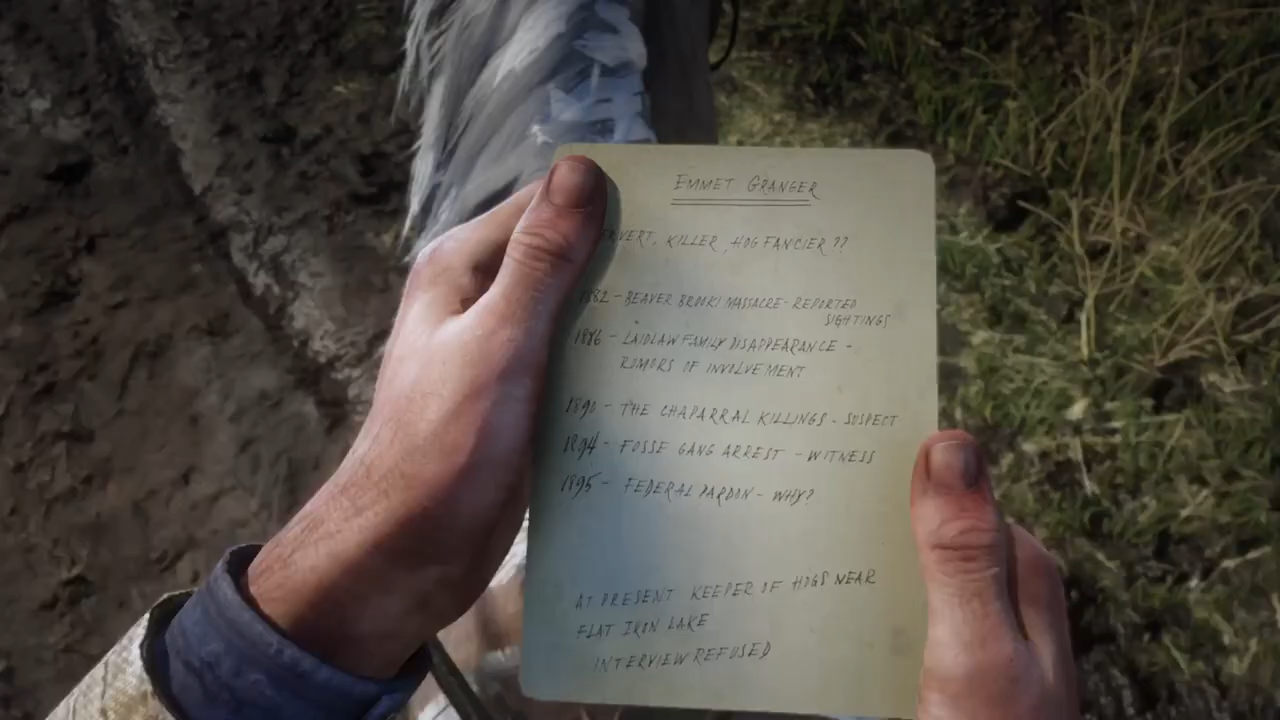 EMMET GRANGER
ERVERT, KILLER, HOG FANCIER??
1882 - BEAVER BROOK MASSACRE - REPORTED
SIGHTINGS
1886 - LAIDLAW FAMILY DISAPPEARANCE -
RUMORS OF INVOLVEMENT
1890 - THE CHAPARRAL KILLINGS - SUSPECT
1894 - FOSSE GANG ARREST - WITNESS
1895 - FEDERAL PARDON - WHY?
AT PRESENT KEEPER OF HOGS NEAR
FLAT IRON LAKE
INTERVIEW REFUSED